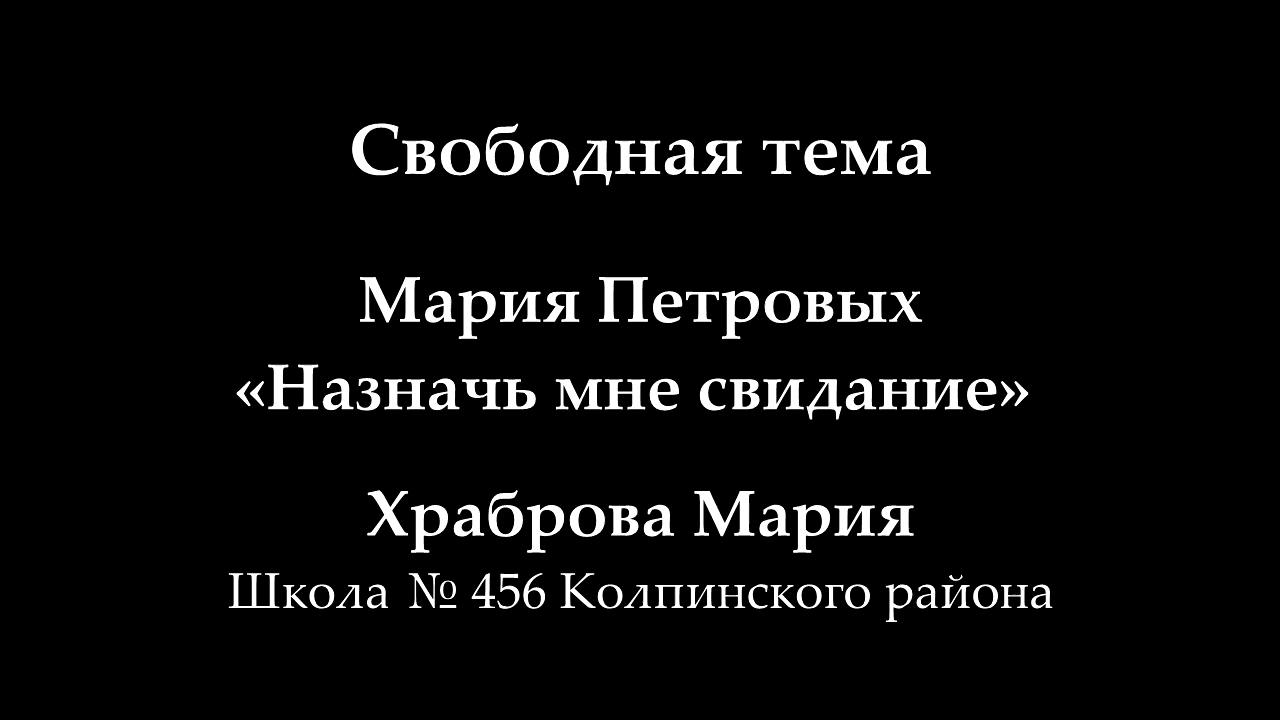 Свободная тема
Мария Петровых
«Назначь мне свидание»
Храброва Мария
Школа № 456 Колпинского района